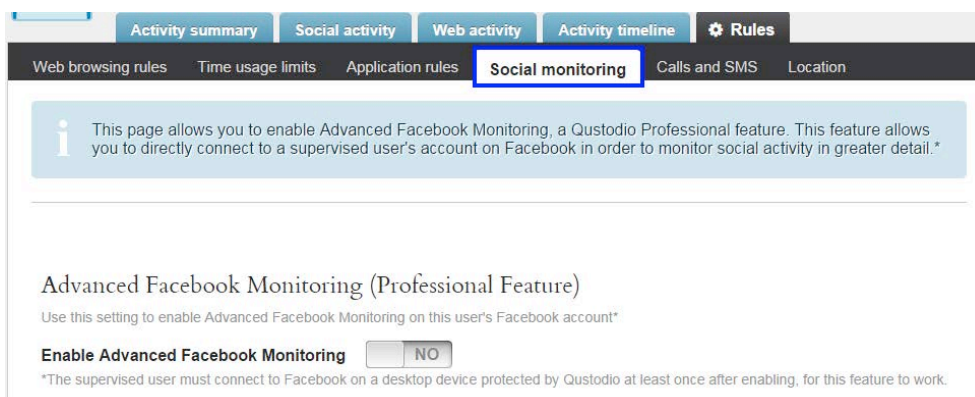 Activity summary Social activity Web activity Activity timeline Rules
Web browsing rules Time usage limits Application rules Social monitoring Calls and SMS Location
This page allows you to enable Advanced Facebook Monitoring, a Qustodio Professional feature. This feature allows
you to directly connect to a supervised user's account on Facebook in order to monitor social activity in greater detail.*
Advanced Facebook Monitoring (Professional Feature)
Use this setting to enable Advanced Facebook Monitoring on this user's Facebook account*
Enable Advanced Facebook Monitoring NO
*The supervised user must connect to Facebook on a desktop device protected by Qustodio at least once after enabling, for this feature to work.